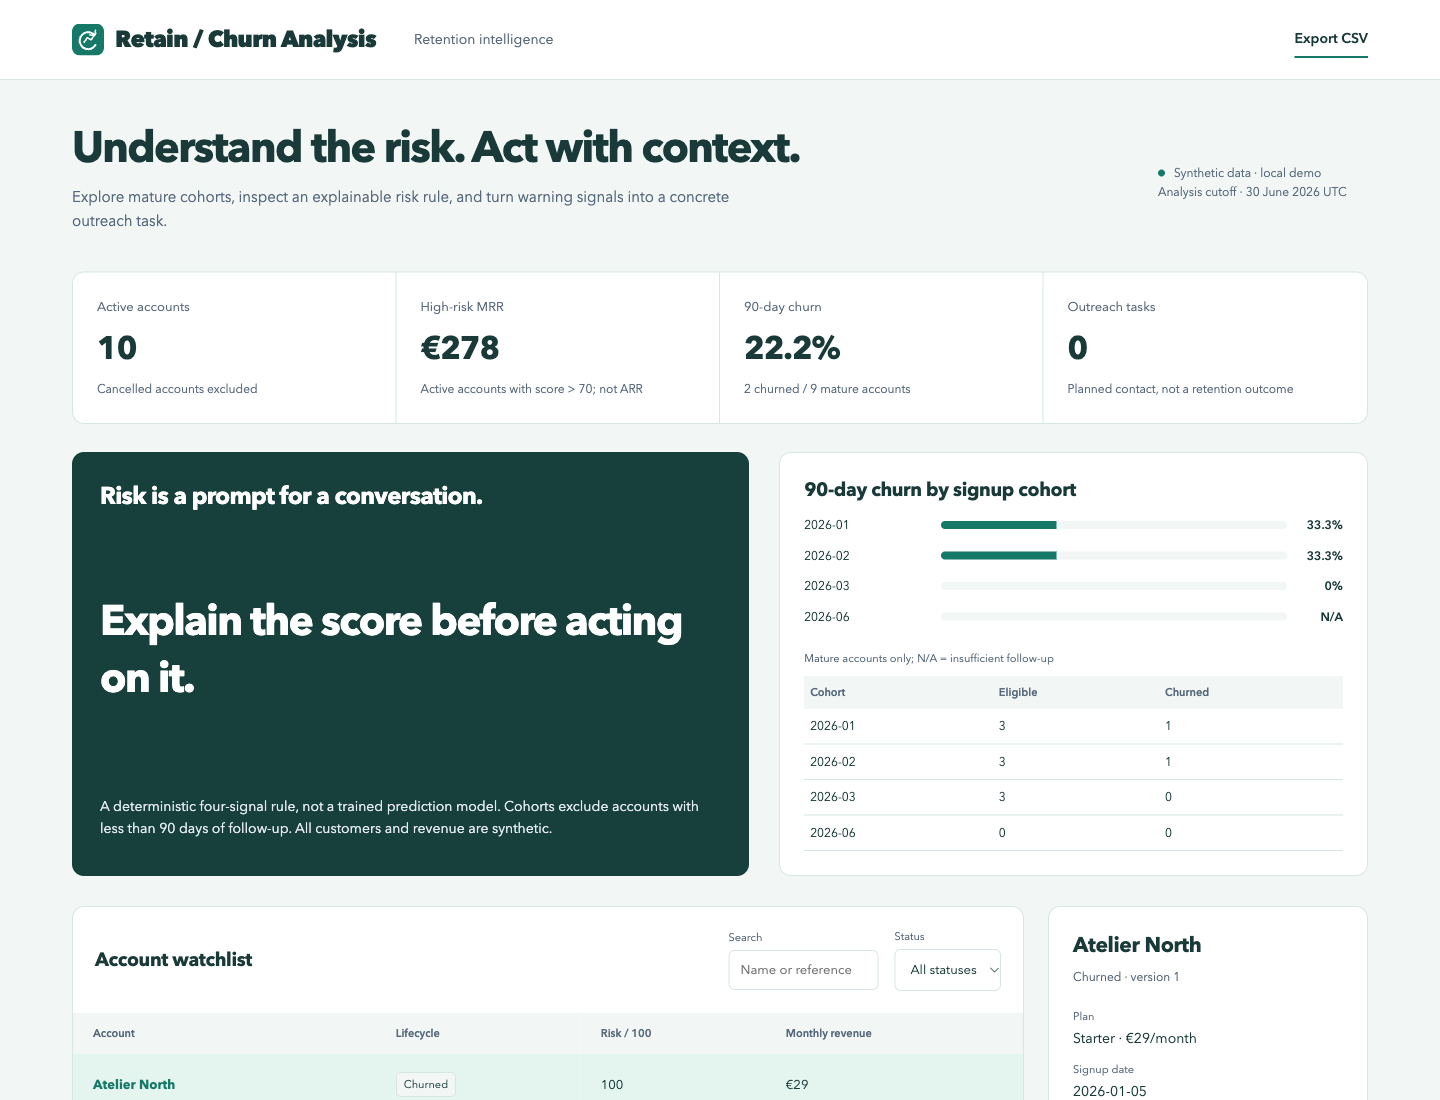 Retain / Churn Analysis
Retention intelligence
Export CSV
Understand the risk. Act with context.
Explore mature cohorts, inspect an explainable risk rule, and turn warning signals into a concrete
outreach task.
Synthetic data · local demo
Analysis cutoff · 30 June 2026 UTC
Active accounts
10
Cancelled accounts excluded
High-risk MRR
€278
Active accounts with score > 70; not ARR
90-day churn
22.2%
2 churned / 9 mature accounts
Outreach tasks
0
Planned contact, not a retention outcome
Risk is a prompt for a conversation.
Explain the score before acting
on it.
A deterministic four-signal rule, not a trained prediction model. Cohorts exclude accounts with
less than 90 days of follow-up. All customers and revenue are synthetic.
90-day churn by signup cohort
2026-01 33.3%
2026-02 33.3%
2026-03 0%
2026-06 N/A
Mature accounts only; N/A = insufficient follow-up
Cohort Eligible Churned
2026-01 3 1
2026-02 3 1
2026-03 3 0
2026-06 0 0
Account watchlist
Search
Name or reference
Status
All statuses
Account Lifecycle Risk / 100 Monthly revenue
Atelier North Churned 100 €29
Atelier North
Churned · version 1
Plan
Starter · €29/month
Signup date
2026-01-05